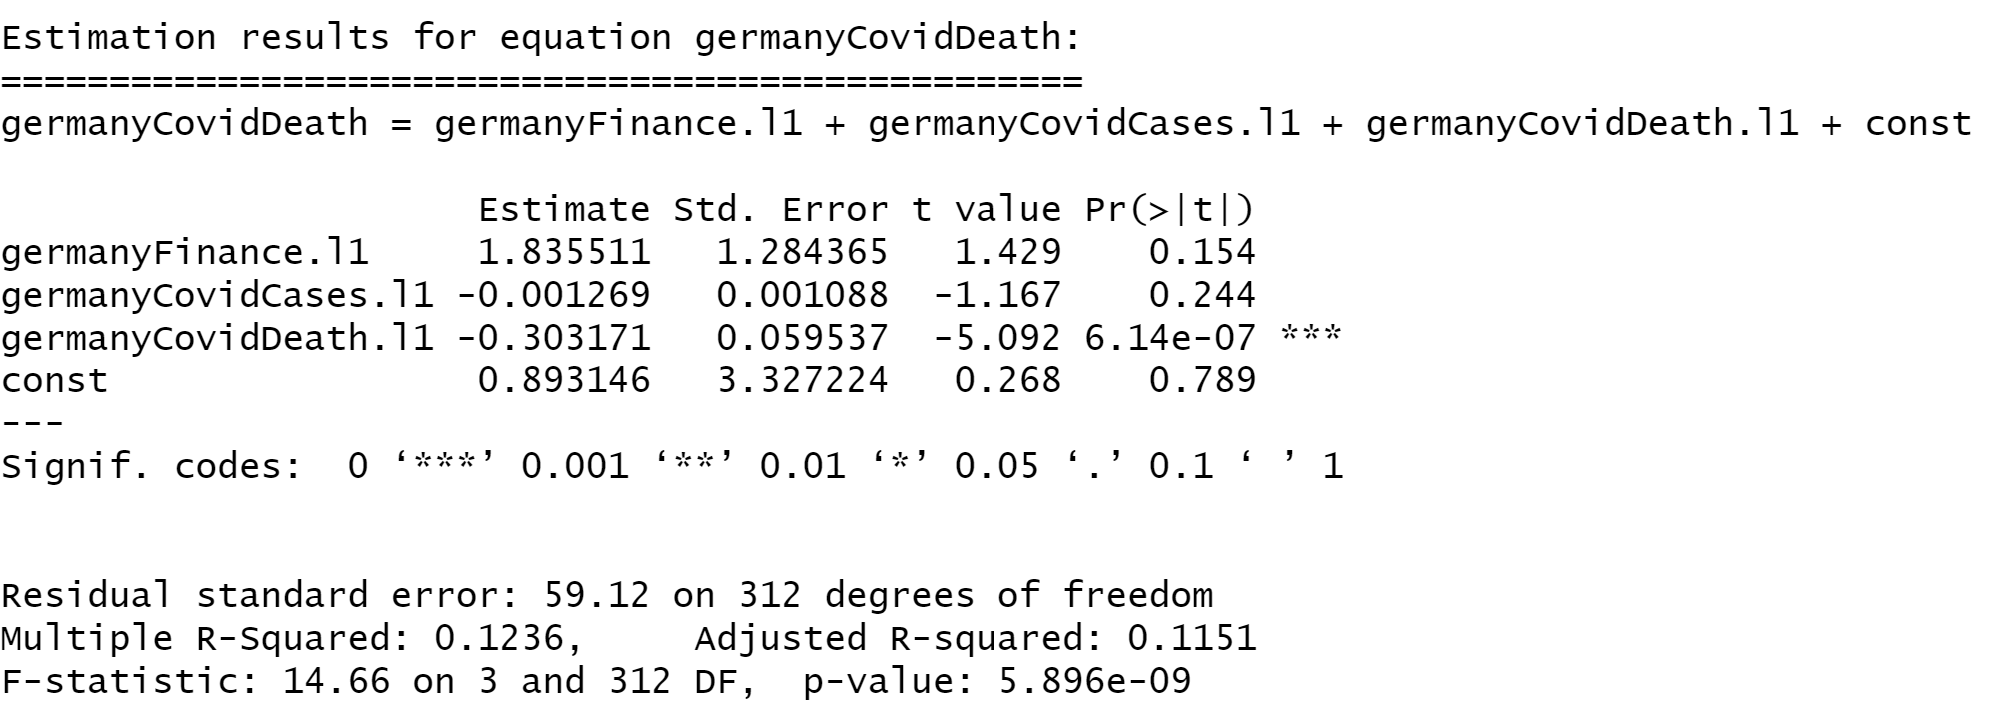 Estimation results for equation germanyCovidDeath:
==================================================
germanyCovidDeath = germanyFinance.l1 + germanyCovidCases.l1 + germanyCovidDeath.l1 + const
Estimate Std. Error t value Pr(>|t|)
germanyFinance.l1 1.835511 1.284365 1.429 0.154
germanyCovidCases.l1 -0.001269 0.001088 -1.167 0.244
germanyCovidDeath.l1 -0.303171 0.059537 -5.092 6.14e-07 ***
const 0.893146 3.327224 0.268 0.789
---
Signif. codes: 0 ‘***’ 0.001 ‘**’ 0.01 ‘*’ 0.05 ‘.’ 0.1 ‘ ’ 1
Residual standard error: 59.12 on 312 degrees of freedom
Multiple R-Squared: 0.1236, Adjusted R-squared: 0.1151
F-statistic: 14.66 on 3 and 312 DF, p-value: 5.896e-09